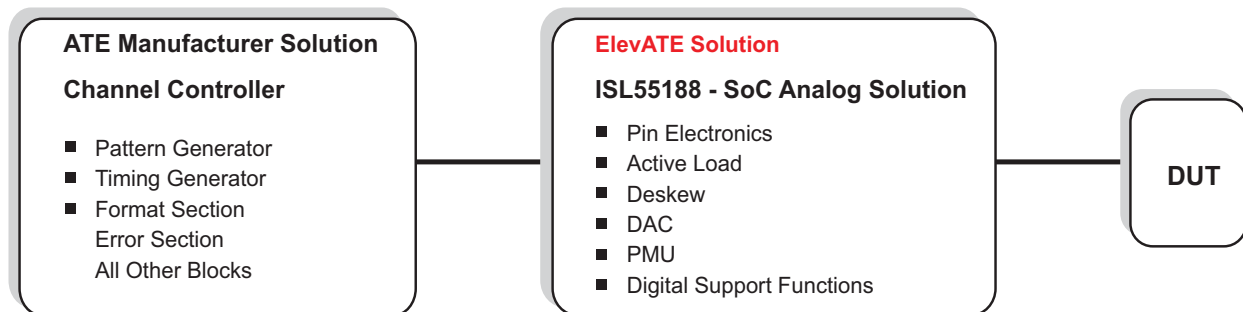 ATE Manufacturer Solution
Channel Controller
■ Pattern Generator
■ Timing Generator
■ Format Section
Error Section
All Other Blocks
ElevATE Solution
ISL55188 - SoC Analog Solution
■ Pin Electronics
■ Active Load
■ Deskew
■ DAC
■ PMU
■ Digital Support Functions
DUT